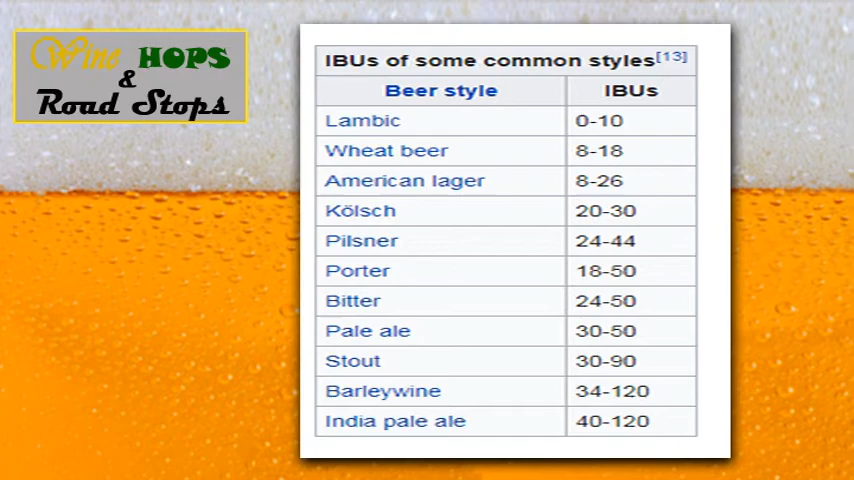 Wine HOPS
&
Road Stops
IBUs of some common styles[13]
Beer style IBUs
Lambic 0-10
Wheat beer 8-18
American lager 8-26
Kölsch 20-30
Pilsner 24-44
Porter 18-50
Bitter 24-50
Pale ale 30-50
Stout 30-90
Barleywine 34-120
India pale ale 40-120